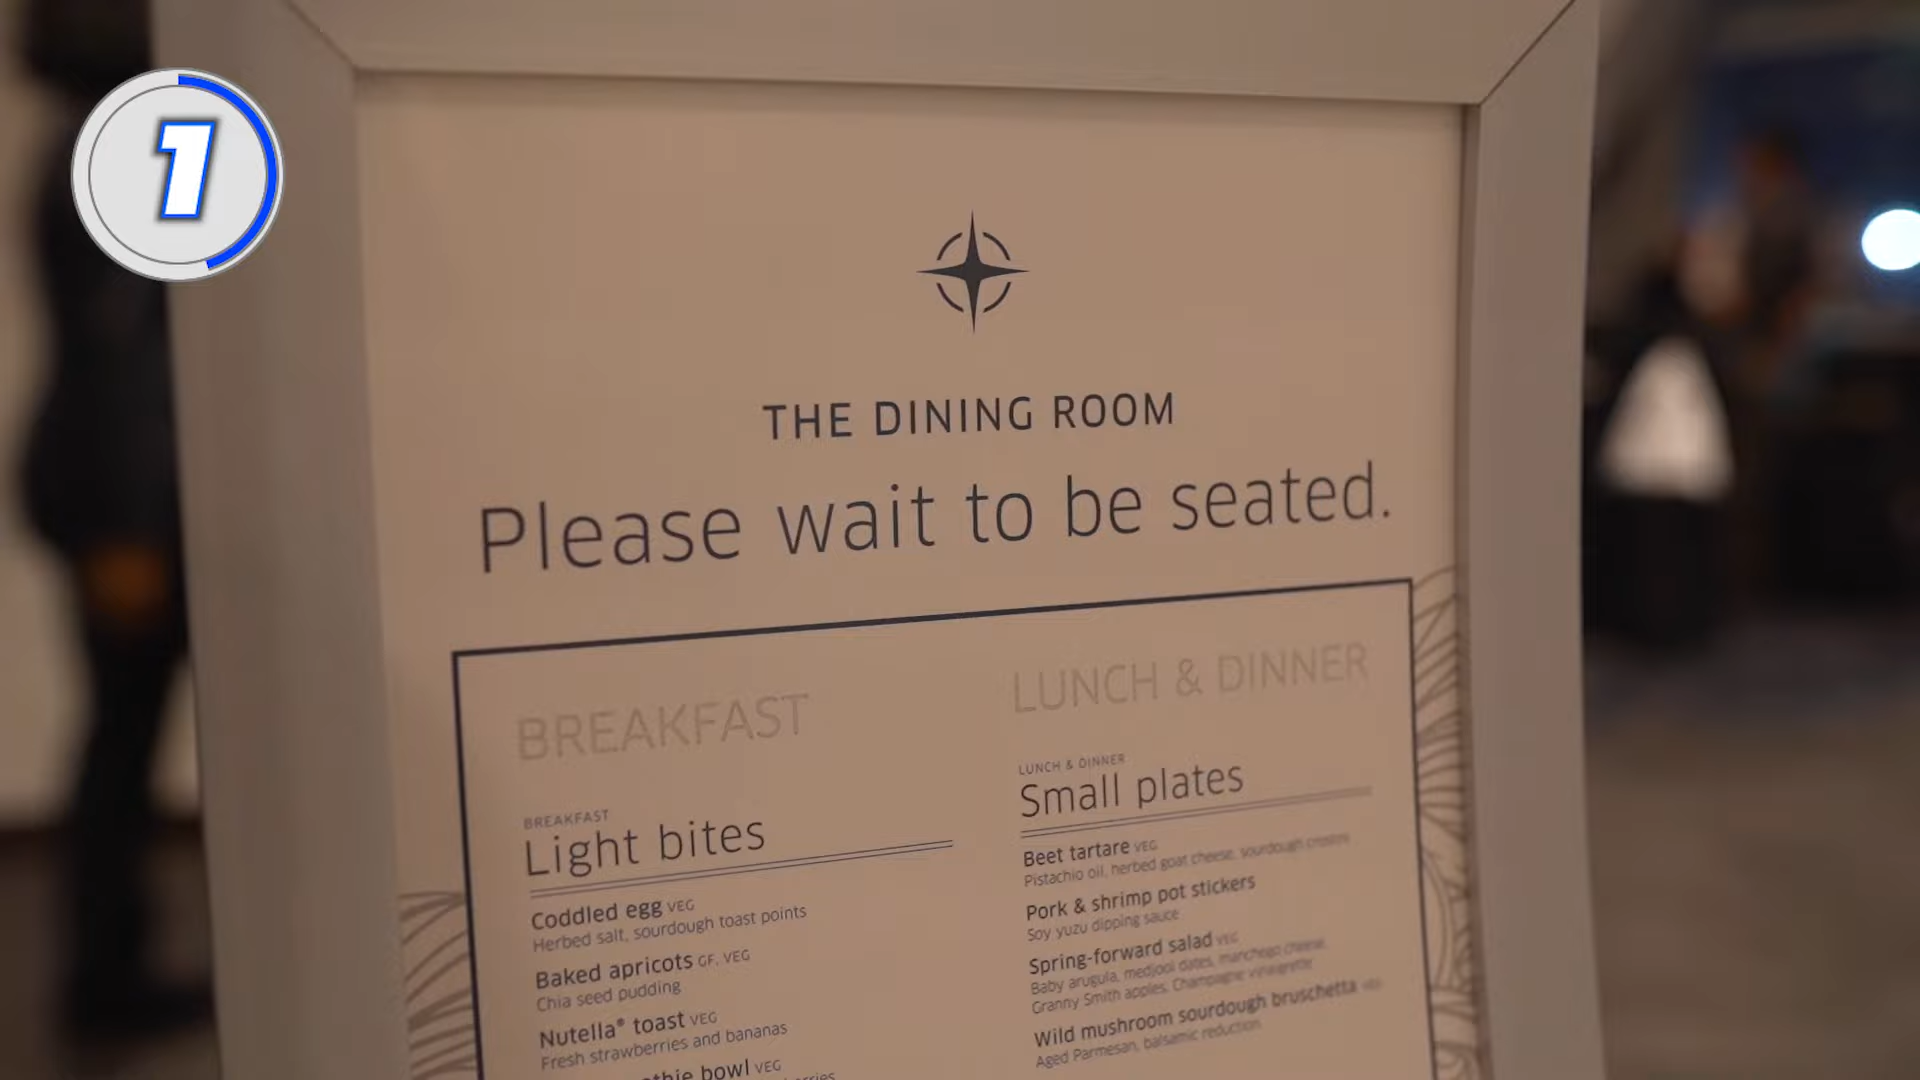 1
THE DINING ROOM
Please wait to be seated.
BREAKFAST
BREAKFAST
Light bites
Coddled egg VEG
Herbed salt, sourdough toast points
Baked apricots GF, VEG
Chia seed pudding
Nutella® toast VEG
Fresh strawberries and bananas
bowl VEG
LUNCH & DINNER
LUNCH & DINNER
Small plates
Beet tartare VEG
Pistachio oil, herbed goat cheese, sourdough crostini
Pork & shrimp pot stickers
Soy yuzu dipping sauce
Spring-forward salad VEG
Baby arugula, medjool dates, manchego cheese,
Granny Smith apples, Champagne vinaigrette
Wild mushroom sourdough bruschetta VEG
Aged Parmesan, balsamic reduction